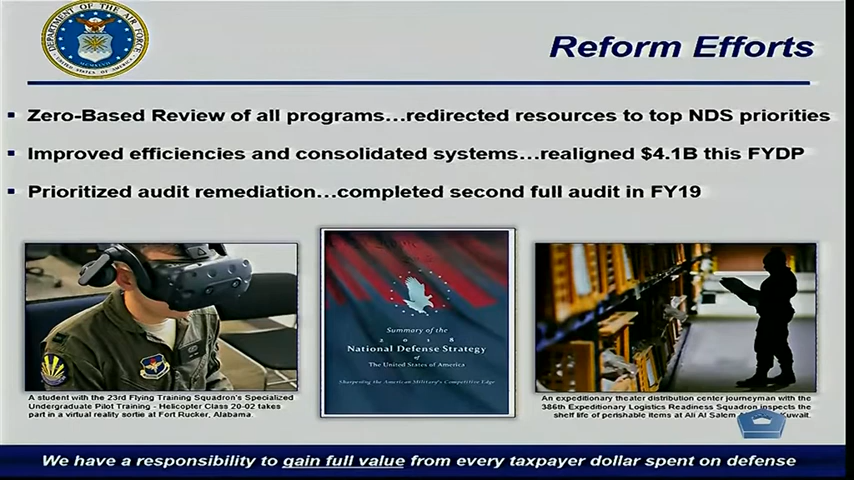 DEPARTMENT OF THE AIR FORCE
MCMXLVII
UNITED STATES OF AMERICA
Reform Efforts
▪ Zero-Based Review of all programs…redirected resources to top NDS priorities
▪ Improved efficiencies and consolidated systems…realigned $4.1B this FYDP
▪ Prioritized audit remediation…completed second full audit in FY19
Summary of the
2018
National Defense Strategy
of
The United States of America
Sharpening the American Military's Competitive Edge
A student with the 23rd Flying Training Squadron's Specialized
Undergraduate Pilot Training - Helicopter Class 20-02 takes
part in a virtual reality sortie at Fort Rucker, Alabama.
An expeditionary theater distribution center journeyman with the
386th Expeditionary Logistics Readiness Squadron inspects the
shelf life of perishable items at Ali Al Salem Kuwait.
We have a responsibility to gain full value from every taxpayer dollar spent on defense